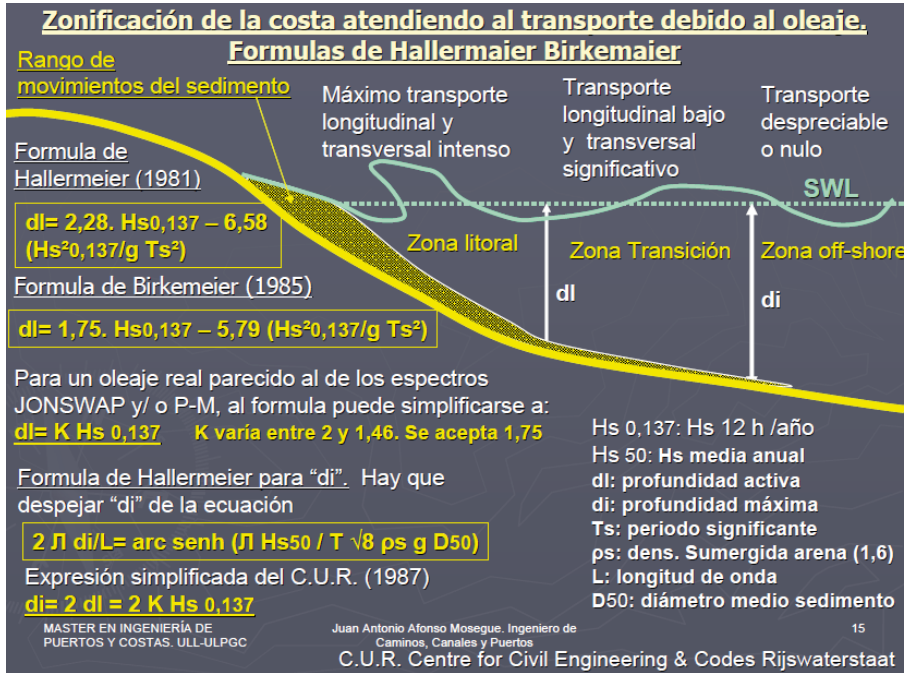 Zonificación de la costa atendiendo al transporte debido al oleaje.
Formulas de Hallermaier Birkemaier
Rango de
movimientos del sedimento
Máximo transporte
longitudinal y
transversal intenso
Transporte
longitudinal bajo
y transversal
significativo
Transporte
despreciable
o nulo
SWL
Formula de
Hallermeier (1981)
dl= 2,28. Hs0,137 – 6,58
(Hs²0,137/g Ts²)
Zona litoral
Zona Transición
Zona off-shore
dl
di
Formula de Birkemeier (1985)
dl= 1,75. Hs0,137 – 5,79 (Hs²0,137/g Ts²)
Para un oleaje real parecido al de los espectros
JONSWAP y/ o P-M, al formula puede simplificarse a:
dl= K Hs 0,137 K varía entre 2 y 1,46. Se acepta 1,75
Formula de Hallermeier para “di”. Hay que
despejar “di” de la ecuación
2 Л di/L= arc senh (Л Hs50 / T √8 ρs g D50)
Expresión simplificada del C.U.R. (1987)
di= 2 dl = 2 K Hs 0,137
Hs 0,137: Hs 12 h /año
Hs 50: Hs media anual
dl: profundidad activa
di: profundidad máxima
Ts: periodo significante
ρs: dens. Sumergida arena (1,6)
L: longitud de onda
D50: diámetro medio sedimento
MASTER EN INGENIERÍA DE
PUERTOS Y COSTAS. ULL-ULPGC
Juan Antonio Afonso Mosegue. Ingeniero de
Caminos, Canales y Puertos
15
C.U.R. Centre for Civil Engineering & Codes Rijswaterstaat